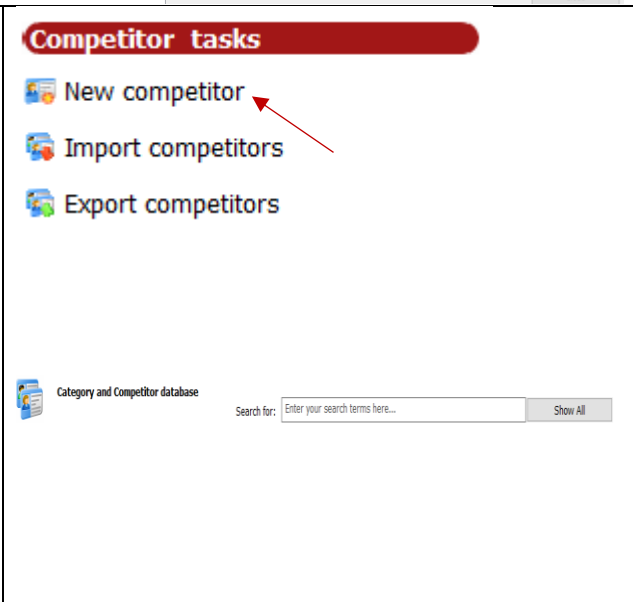 Competitor tasks
New competitor
Import competitors
Export competitors
Category and Competitor database
Search for: Enter your search terms here... Show All